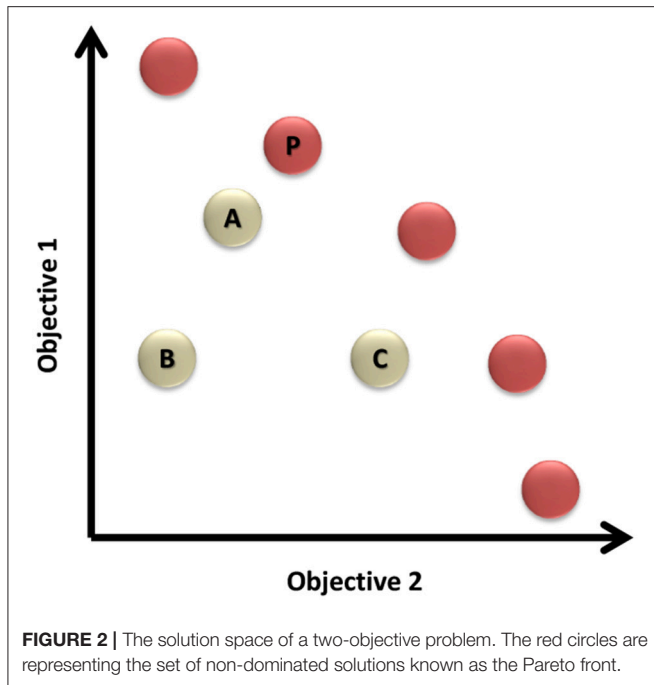 P
A
Objective 1
B
C
Objective 2
FIGURE 2 | The solution space of a two-objective problem. The red circles are
representing the set of non-dominated solutions known as the Pareto front.